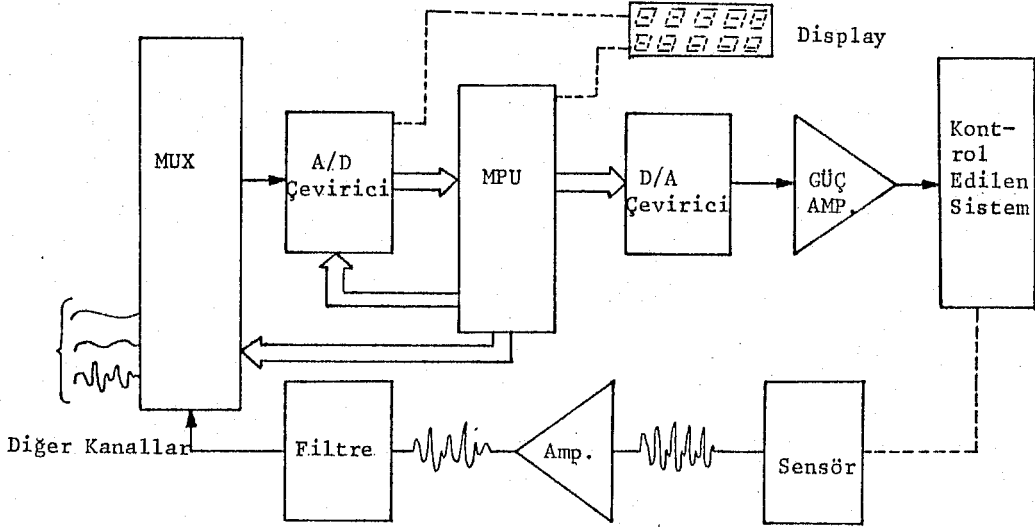 Display
MUX
A/D
Çevirici
MPU
D/A
Çevirici
GÜÇ
AMP.
Kont-
rol
Edilen
Sistem
Diğer Kanallar
Filtre
Amp.
Sensör